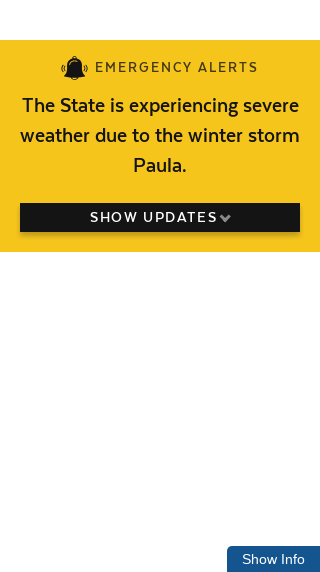 EMERGENCY ALERTS
The State is experiencing severe
weather due to the winter storm
Paula.
SHOW UPDATES
Show Info